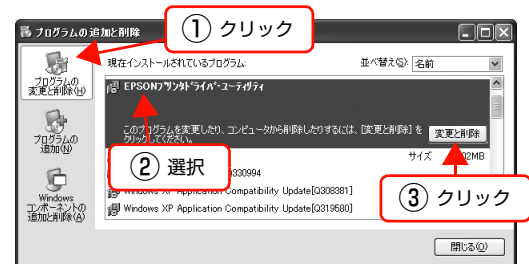 プログラムの追加と削除
① クリック
プログラムの
変更と削除(H)
プログラムの
追加(N)
Windows
コンポーネントの
追加と削除(A)
現在インストールされているプログラム:
並べ替え(S): 名前
EPSONプリンタドライバ・ユーティリティ
このプログラムを変更したり、コンピュータから削除したりするには、[変更と削除] を
クリックしてください。
変更と削除
② 選択
サイズ
02MB
330994
③ クリック
Windows XP Application Compatibility Update[Q308381]
Windows XP Application Compatibility Update[Q319580]
閉じる(O)